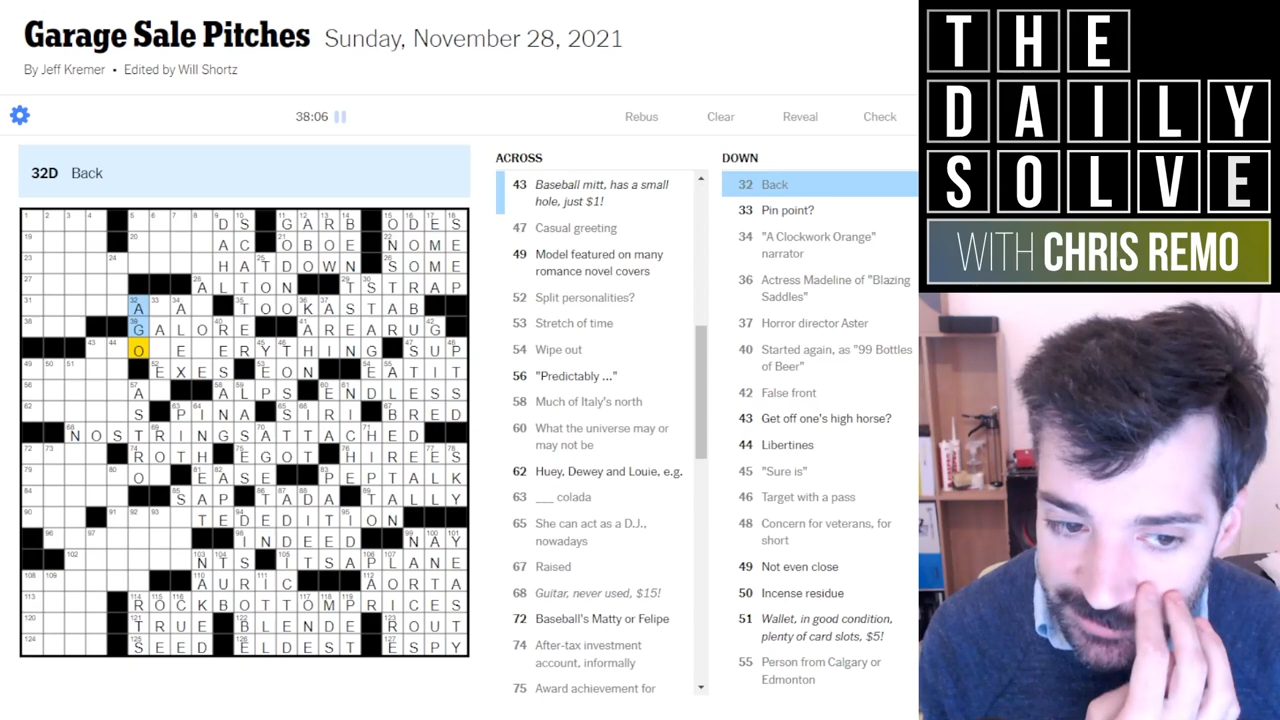 Garage Sale Pitches Sunday, November 28, 2021
By Jeff Kremer • Edited by Will Shortz
38:06
Rebus
Clear
Reveal
Check
32D Back
D S G A R B O D E S
A C O B O E N O M E
H A T D O W N S O M E
A L T O N T S T R A P
A A T O O K A S T A B
G A L O R E A R E A R U G
O E E R Y T H I N G S U P
E X E S E O N E A T I T
A A L P S E N D L E S S
S P I N A S I R I B R E D
N O S T R I N G S A T T A C H E D
R O T H E G O T H I R E E S
O E A S E P E P T A L K
S A P T A D A T A L L Y
T E D E D I T I O N
I N D E E D N A Y
N T S I T S A P L A N E
A U R I C A O R T A
R O C K B O T T O M P R I C E S
T R U E B L E N D E R O U T
S E E D E L D E S T E S P Y
ACROSS
43 Baseball mitt, has a small
hole, just $1!
47 Casual greeting
49 Model featured on many
romance novel covers
52 Split personalities?
53 Stretch of time
54 Wipe out
56 "Predictably ..."
58 Much of Italy's north
60 What the universe may or
may not be
62 Huey, Dewey and Louie, e.g.
63 ___ colada
65 She can act as a D.J.,
nowadays
67 Raised
68 Guitar, never used, $15!
72 Baseball's Matty or Felipe
74 After-tax investment
account, informally
75 Award achievement for
DOWN
32 Back
33 Pin point?
34 "A Clockwork Orange"
narrator
36 Actress Madeline of "Blazing
Saddles"
37 Horror director Aster
40 Started again, as "99 Bottles
of Beer"
42 False front
43 Get off one's high horse?
44 Libertines
45 "Sure is"
46 Target with a pass
48 Concern for veterans, for
short
49 Not even close
50 Incense residue
51 Wallet, in good condition,
plenty of card slots, $5!
55 Person from Calgary or
Edmonton
THE
DAILY
SOLVE
WITH CHRIS REMO